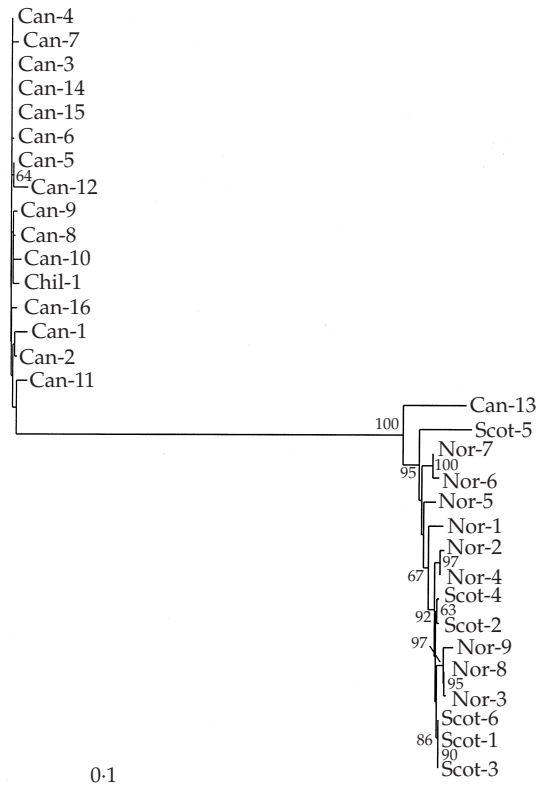 Can-4
Can-7
Can-3
Can-14
Can-15
Can-6
Can-5
64
Can-12
Can-9
Can-8
Can-10
Chil-1
Can-16
Can-1
Can-2
Can-11
Can-13
100
Scot-5
Nor-7
100
95
Nor-6
Nor-5
Nor-1
Nor-2
97
67
Nor-4
Scot-4
63
92
Scot-2
97
Nor-9
Nor-8
95
Nor-3
Scot-6
86
Scot-1
90
Scot-3
0·1